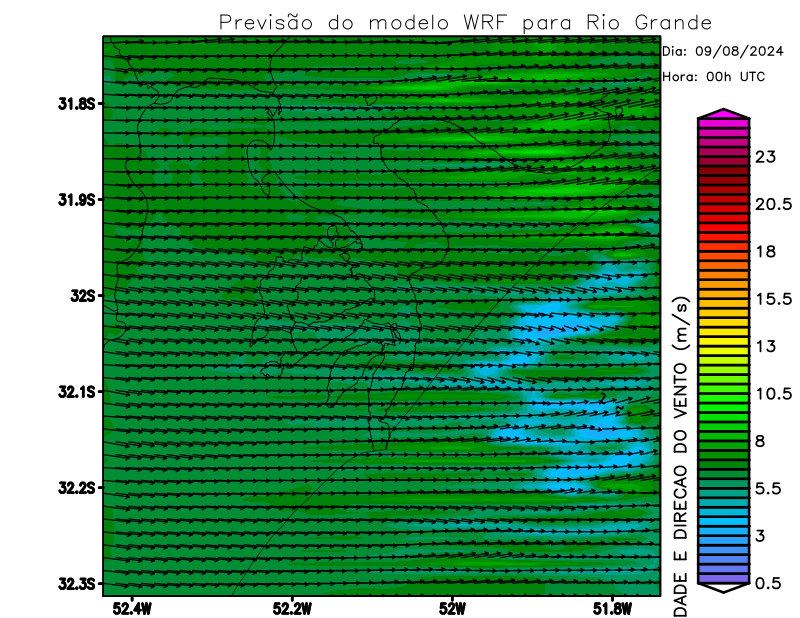 Previsão do modelo WRF para Rio Grande
Dia: 09/08/2024
Hora: 00h UTC
31.8S
31.9S
32S
32.1S
32.2S
32.3S
52.4W
52.2W
52W
51.8W
DADE E DIRECAO DO VENTO (m/s)
23
20.5
18
15.5
13
10.5
8
5.5
3
0.5